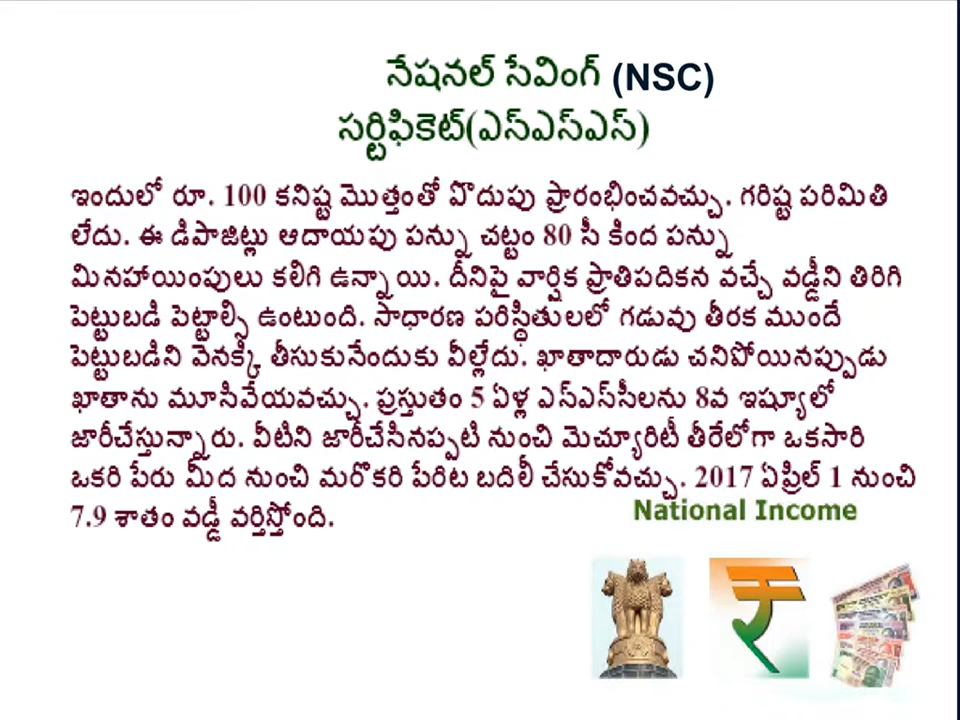 నేషనల్ సేవింగ్ (NSC)
సర్టిఫికెట్(ఎస్ఎస్ఎస్)
ఇందులో రూ. 100 కనిష్ట మొత్తంతో పొదుపు ప్రారంభించవచ్చు. గరిష్ట పరిమితి
లేదు. ఈ డిపాజిట్లు ఆదాయపు పన్ను చట్టం 80 సీ కింద పన్ను
మినహాయింపులు కలిగి ఉన్నాయి. దీనిపై వార్షిక ప్రాతిపదికన వచ్చే వడ్డీని తిరిగి
పెట్టుబడి పెట్టాల్సి ఉంటుంది. సాధారణ పరిస్థితులలో గడువు తీరక ముందే
పెట్టుబడిని వెనక్కి తీసుకునేందుకు వీల్లేదు. ఖాతాదారుడు చనిపోయినప్పుడు
ఖాతాను మూసివేయవచ్చు. ప్రస్తుతం 5 ఏళ్ల ఎస్ఎస్‌సీలను 8వ ఇష్యూలో
జారీచేస్తున్నారు. వీటిని జారీచేసినప్పటి నుంచి మెచ్యూరిటీ తీరేలోగా ఒకసారి
ఒకరి పేరు మీద నుంచి మరొకరి పేరిట బదిలీ చేసుకోవచ్చు. 2017 ఏప్రిల్ 1 నుంచి
7.9 శాతం వడ్డీ వర్తిస్తోంది.
National Income